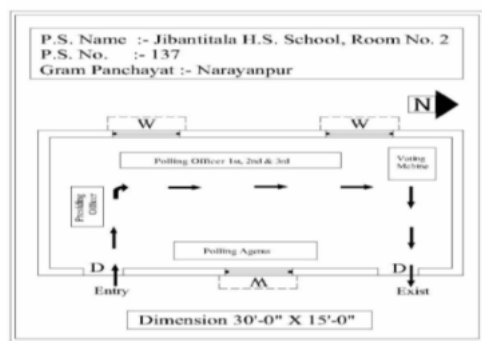 P.S. Name :- Jibantitala H.S. School, Room No. 2
P.S. No. :- 137
Gram Panchayat :- Narayanpur
N
W W
Polling Officer 1st, 2nd & 3rd
Voting
Mehine
Presiding
Officer
Polling Agents
D D
W
Entry Exist
Dimension 30'-0" X 15'-0"